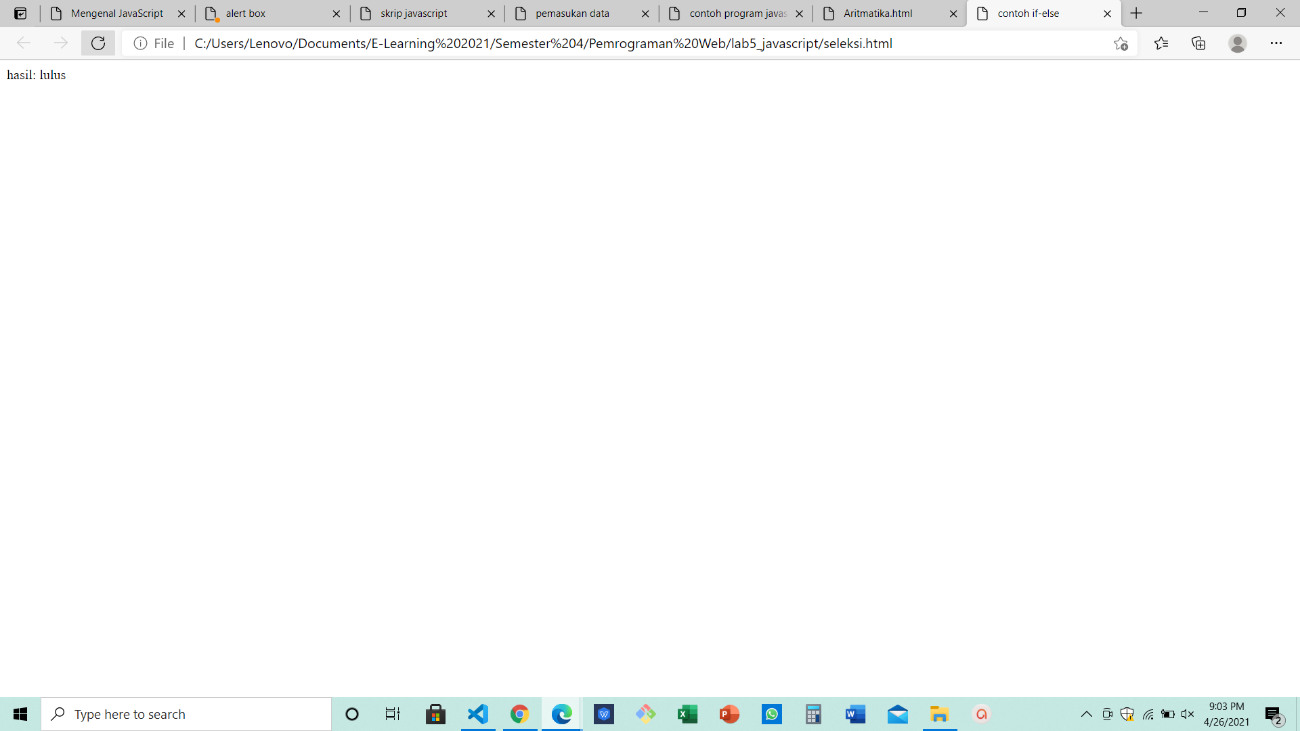 Mengenal JavaScript
alert box
skrip javascript
pemasukan data
contoh program javas
Aritmatika.html
contoh if-else
File | C:/Users/Lenovo/Documents/E-Learning%202021/Semester%204/Pemrograman%20Web/lab5_javascript/seleksi.html
hasil: lulus
Type here to search
9:03 PM
4/26/2021
2